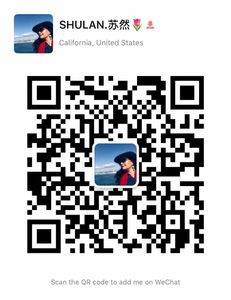 SHULAN.苏然🌷
California, United States
Scan the QR code to add me on WeChat